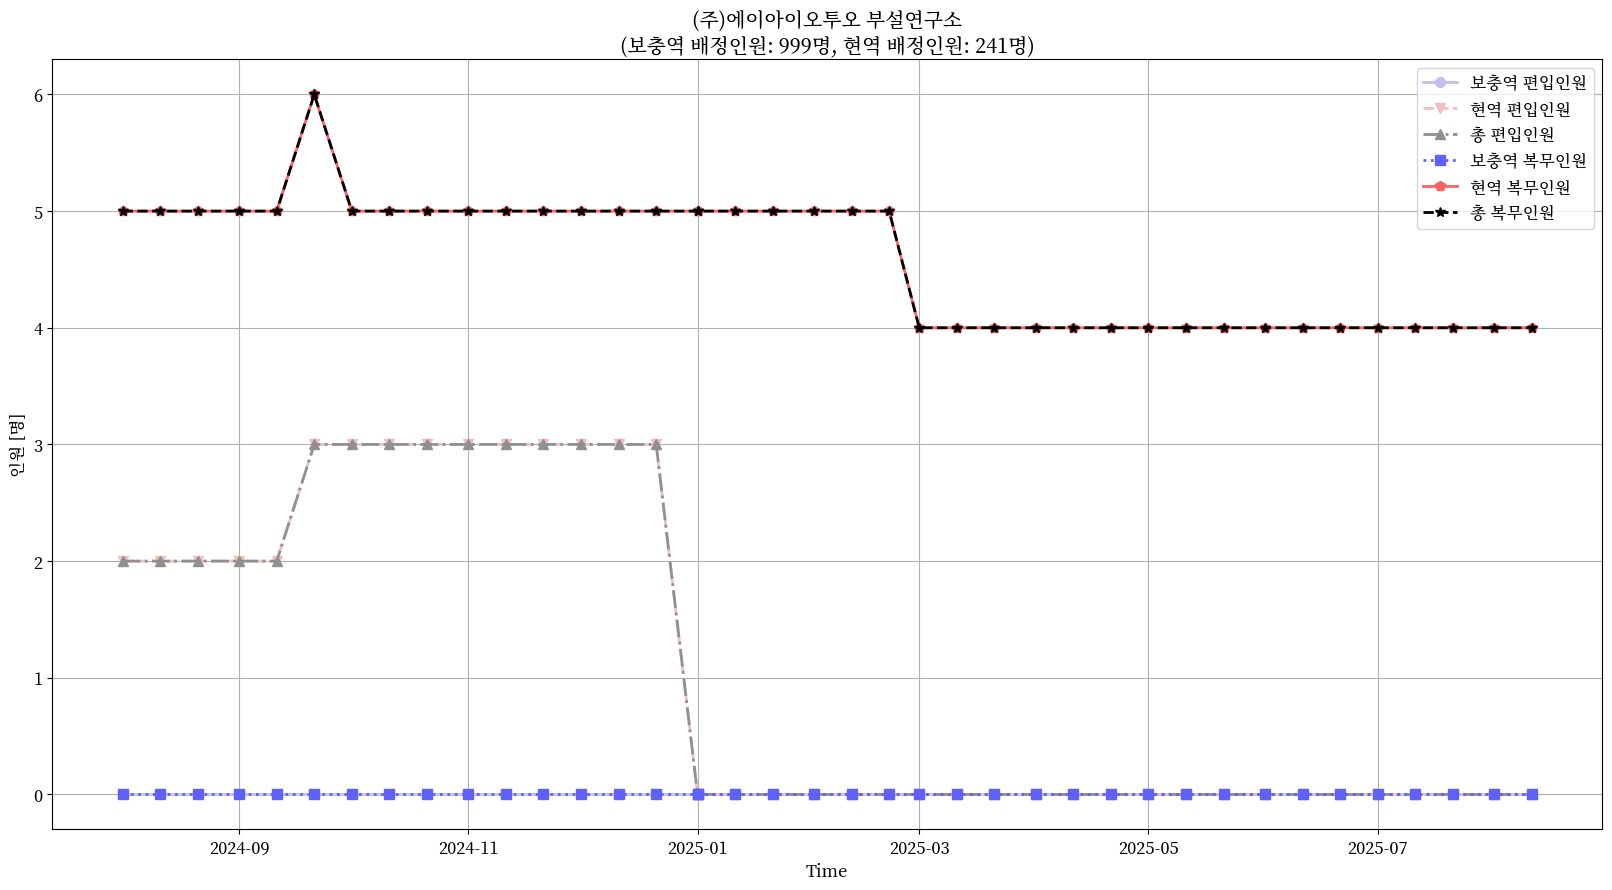 (주)에이아이오투오 부설연구소
(보충역 배정인원: 999명, 현역 배정인원: 241명)
보충역 편입인원
현역 편입인원
총 편입인원
보충역 복무인원
현역 복무인원
총 복무인원
인원 [명]
6
5
4
3
2
1
0
2024-09
2024-11
2025-01
2025-03
2025-05
2025-07
Time